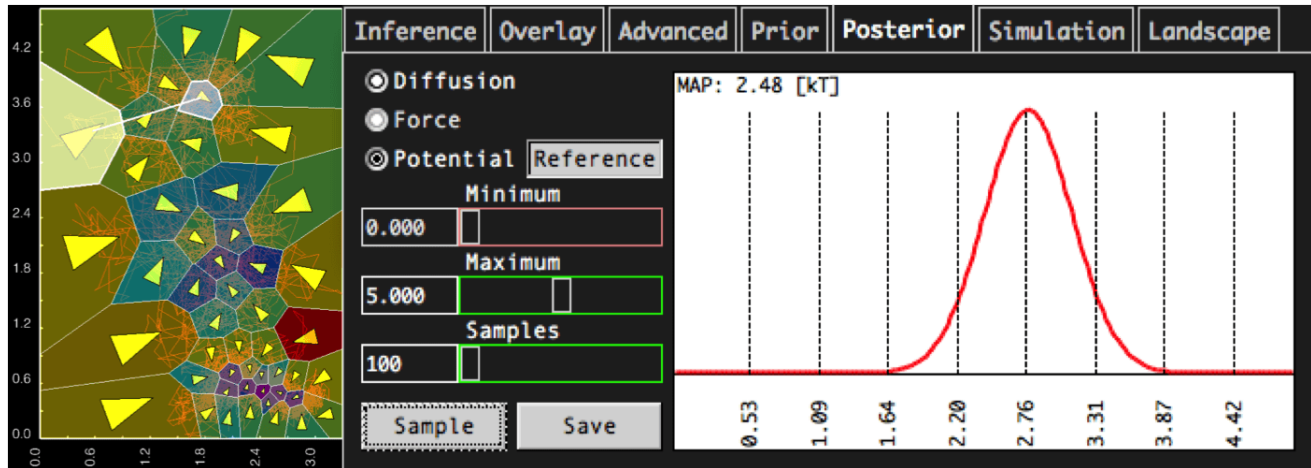 Inference Overlay Advanced Prior Posterior Simulation Landscape
4.2
3.6
3.0
2.4
1.8
1.2
0.6
0.0
0.0 0.6 1.2 1.8 2.4 3.0
Diffusion
Force
Potential Reference
Minimum
0.000
Maximum
5.000
Samples
100
Sample Save
MAP: 2.48 [kT]
0.53 1.09 1.64 2.20 2.76 3.31 3.87 4.42